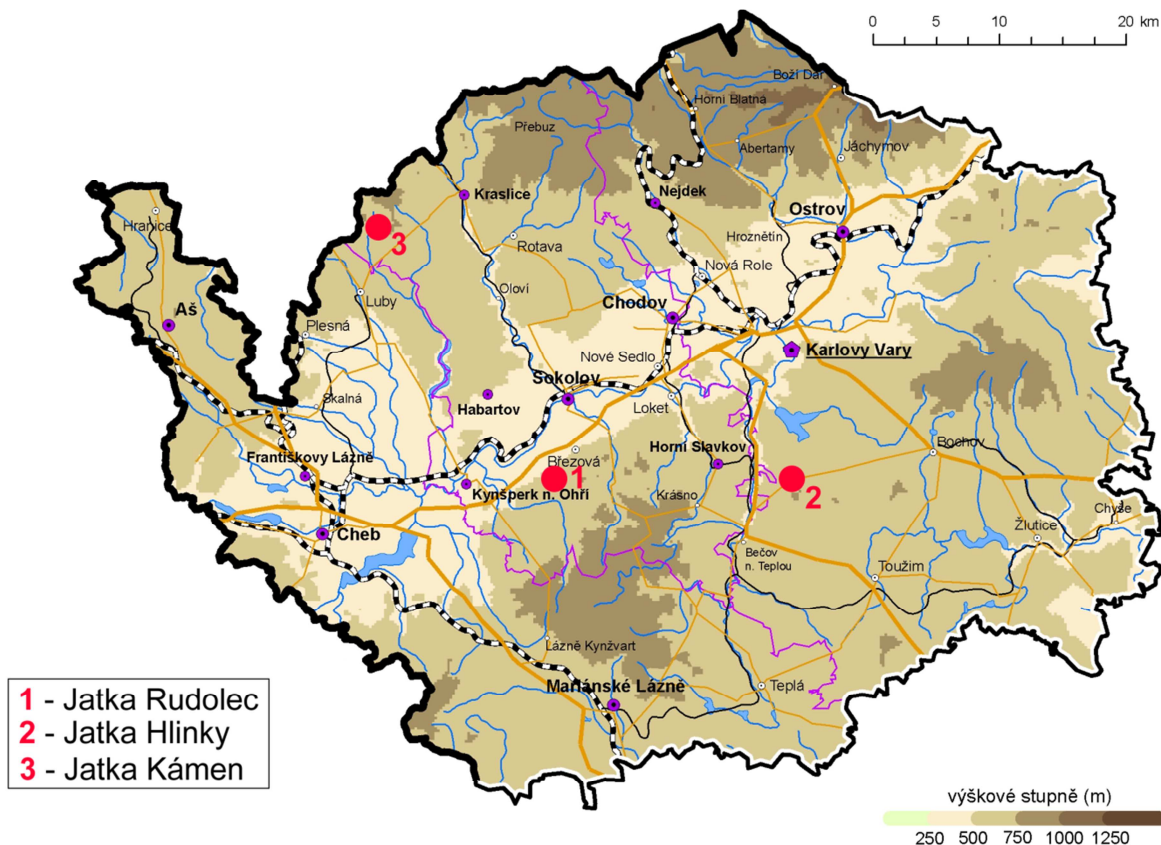 0 5 10 20 km
Boží Dar
Horní Blatna
Přebuz
Abertamy
Jáchymov
Kraslice
Nejdek
Hranice
Ostrov
3
Rotava
Hroznětín
Nová Role
Luby
Oloví
Chodov
Aš
Plesná
Karlovy Vary
Nové Sedlo
Skalná
Habartov
Sokolov
Loket
Františkovy Lázně
Březová
Horní Slavkov
Bochov
1
2
Kynšperk n. Ohří
Krásno
Chyše
Cheb
Žlutice
Bečov
n. Teplou
Toužim
Lázně Kynžvart
Mariánské Lázně
Teplá
1 - Jatka Rudolec
2 - Jatka Hlinky
3 - Jatka Kámen
výškové stupně (m)
250 500 750 1000 1250